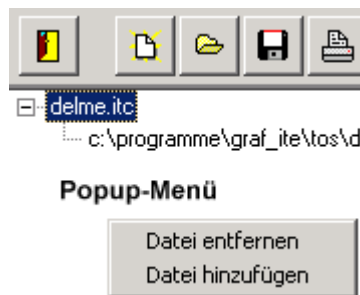 delme.itc
c:\programme\graf_ite\tos\d
Popup-Menü
Datei entfernen
Datei hinzufügen